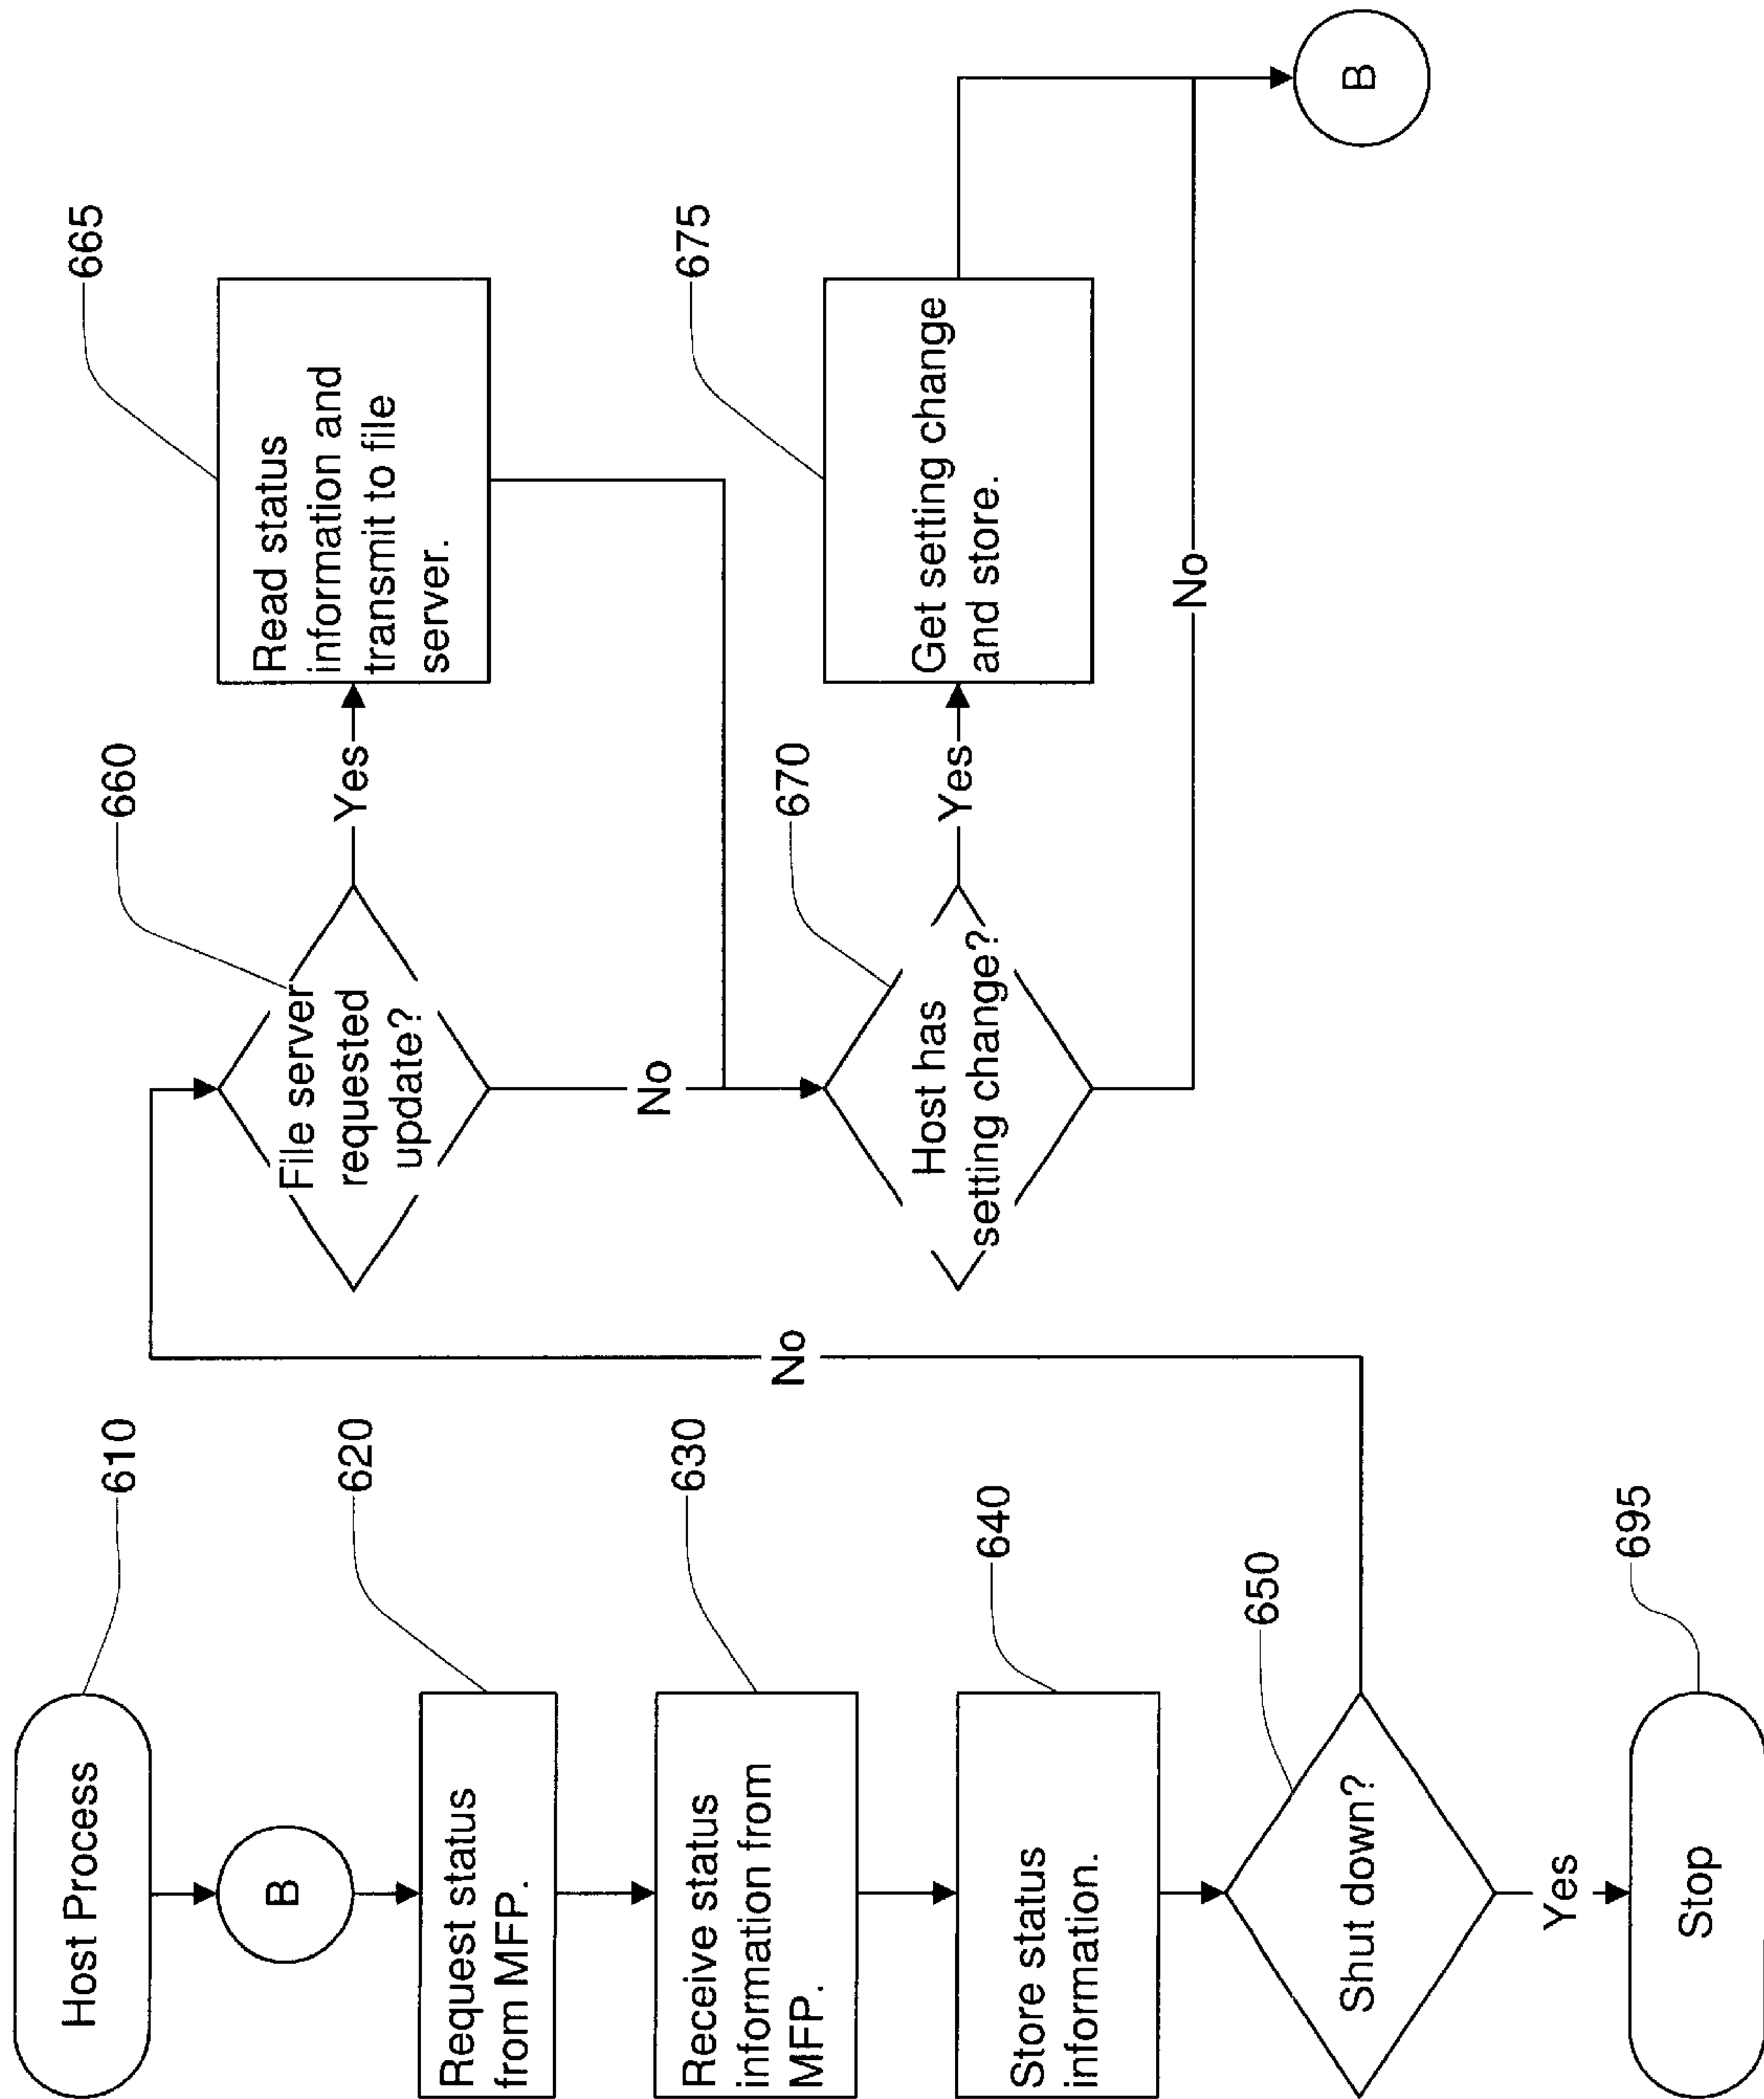 Host Process
610
B
Request status
from MFP.
620
Receive status
information from
MFP.
630
Store status
information.
640
Shut down?
650
No
Yes
Stop
695
File server
requested
update?
660
Yes
Read status
information and
transmit to file
server.
665
No
Host has
setting change?
670
Yes
Get setting change
and store.
675
No
B